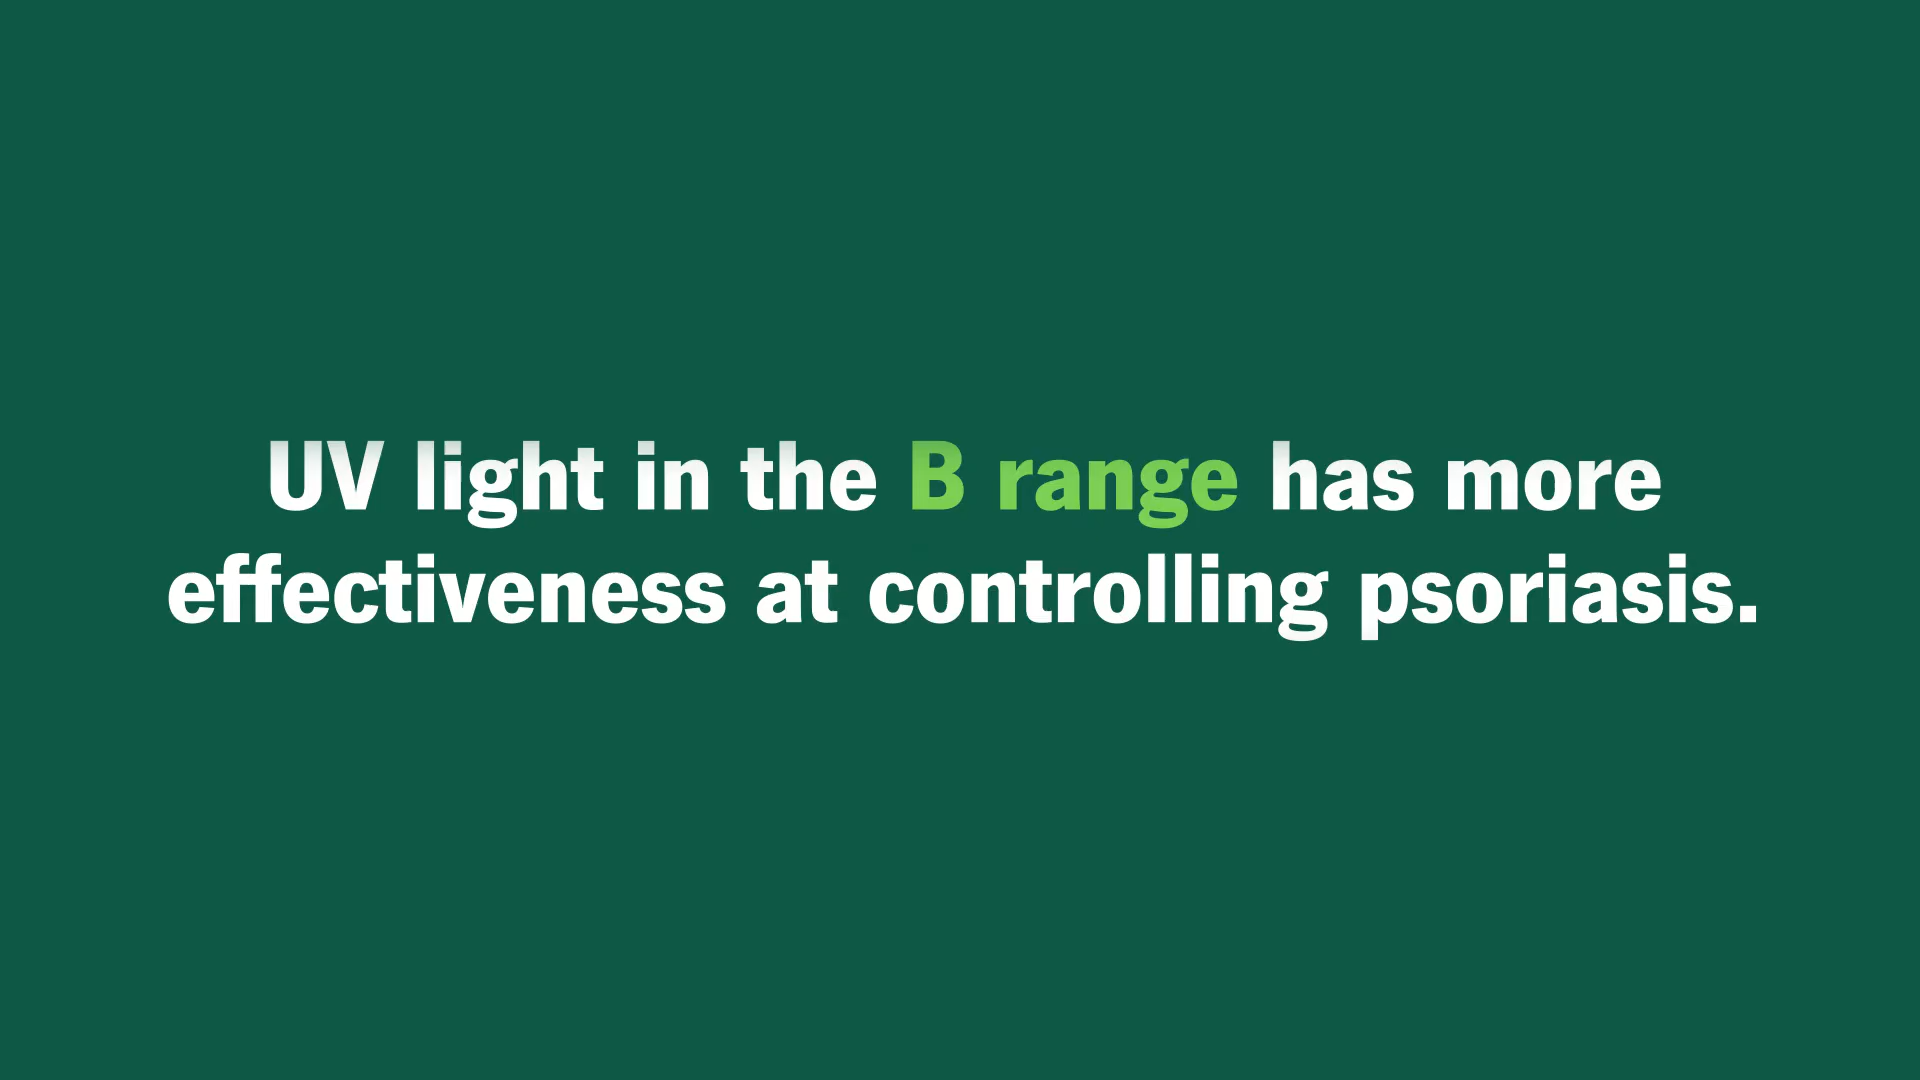 UV light in the B range has more
effectiveness at controlling psoriasis.